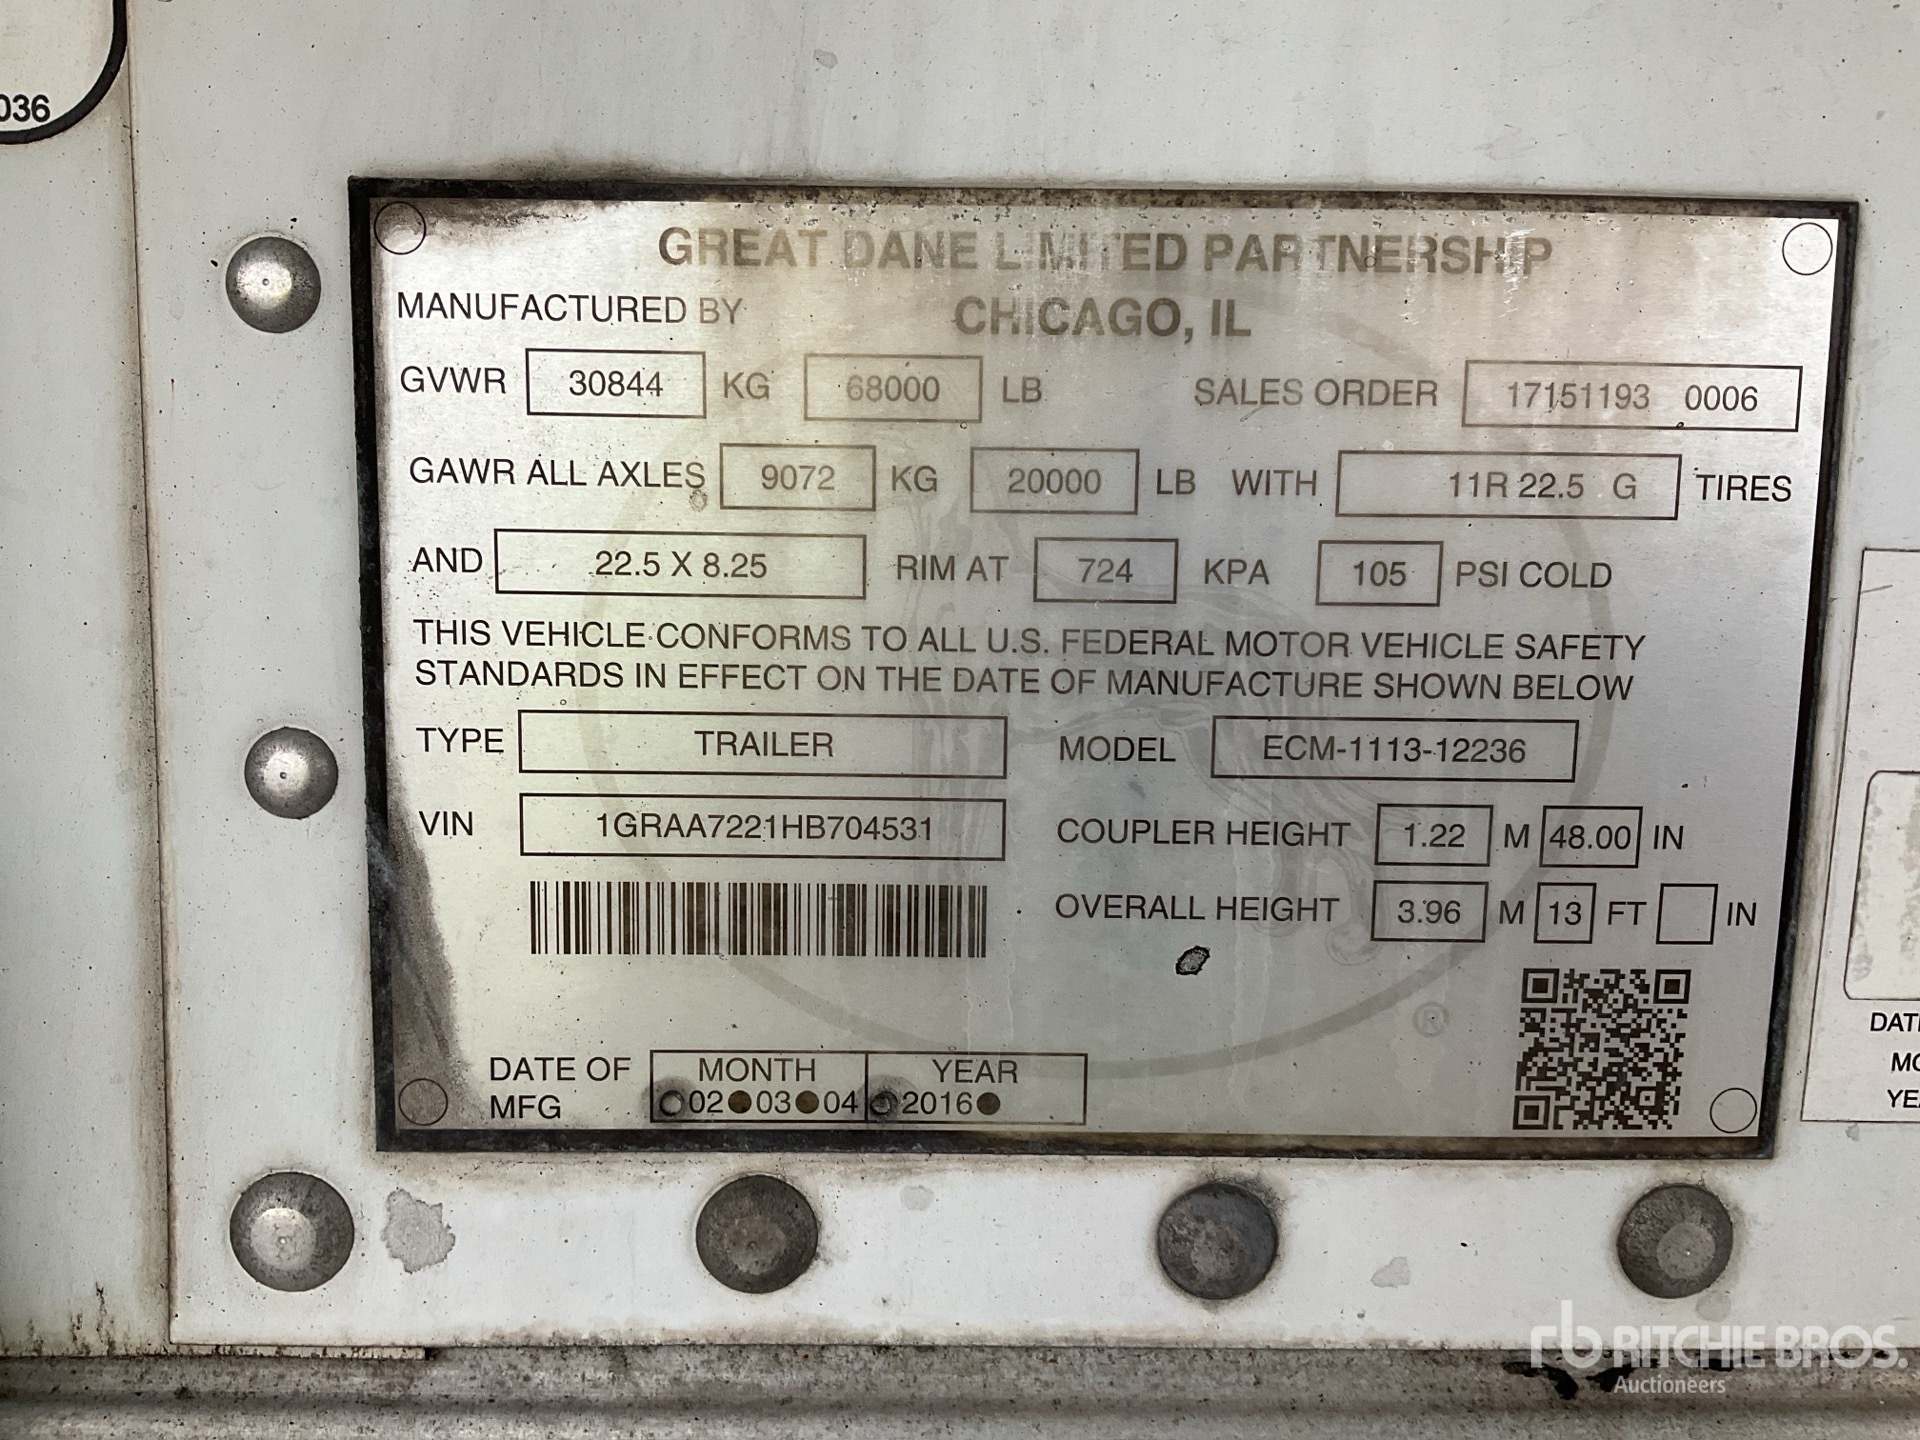 036
GREAT DANE LIMITED PARTNERSHIP
MANUFACTURED BY CHICAGO, IL
GVWR 30844 KG 68000 LB SALES ORDER 17151193 0006
GAWR ALL AXLES 9072 KG 20000 LB WITH 11R 22.5 G TIRES
AND 22.5 X 8.25 RIM AT 724 KPA 105 PSI COLD
THIS VEHICLE CONFORMS TO ALL U.S. FEDERAL MOTOR VEHICLE SAFETY
STANDARDS IN EFFECT ON THE DATE OF MANUFACTURE SHOWN BELOW
TYPE TRAILER MODEL ECM-1113-12236
VIN 1GRAA7221HB704531 COUPLER HEIGHT 1.22 M 48.00 IN
OVERALL HEIGHT 3.96 M 13 FT IN
®
DATE OF MONTH YEAR
MFG 02 03 04 2016
rb RITCHIE BROS.
Auctioneers